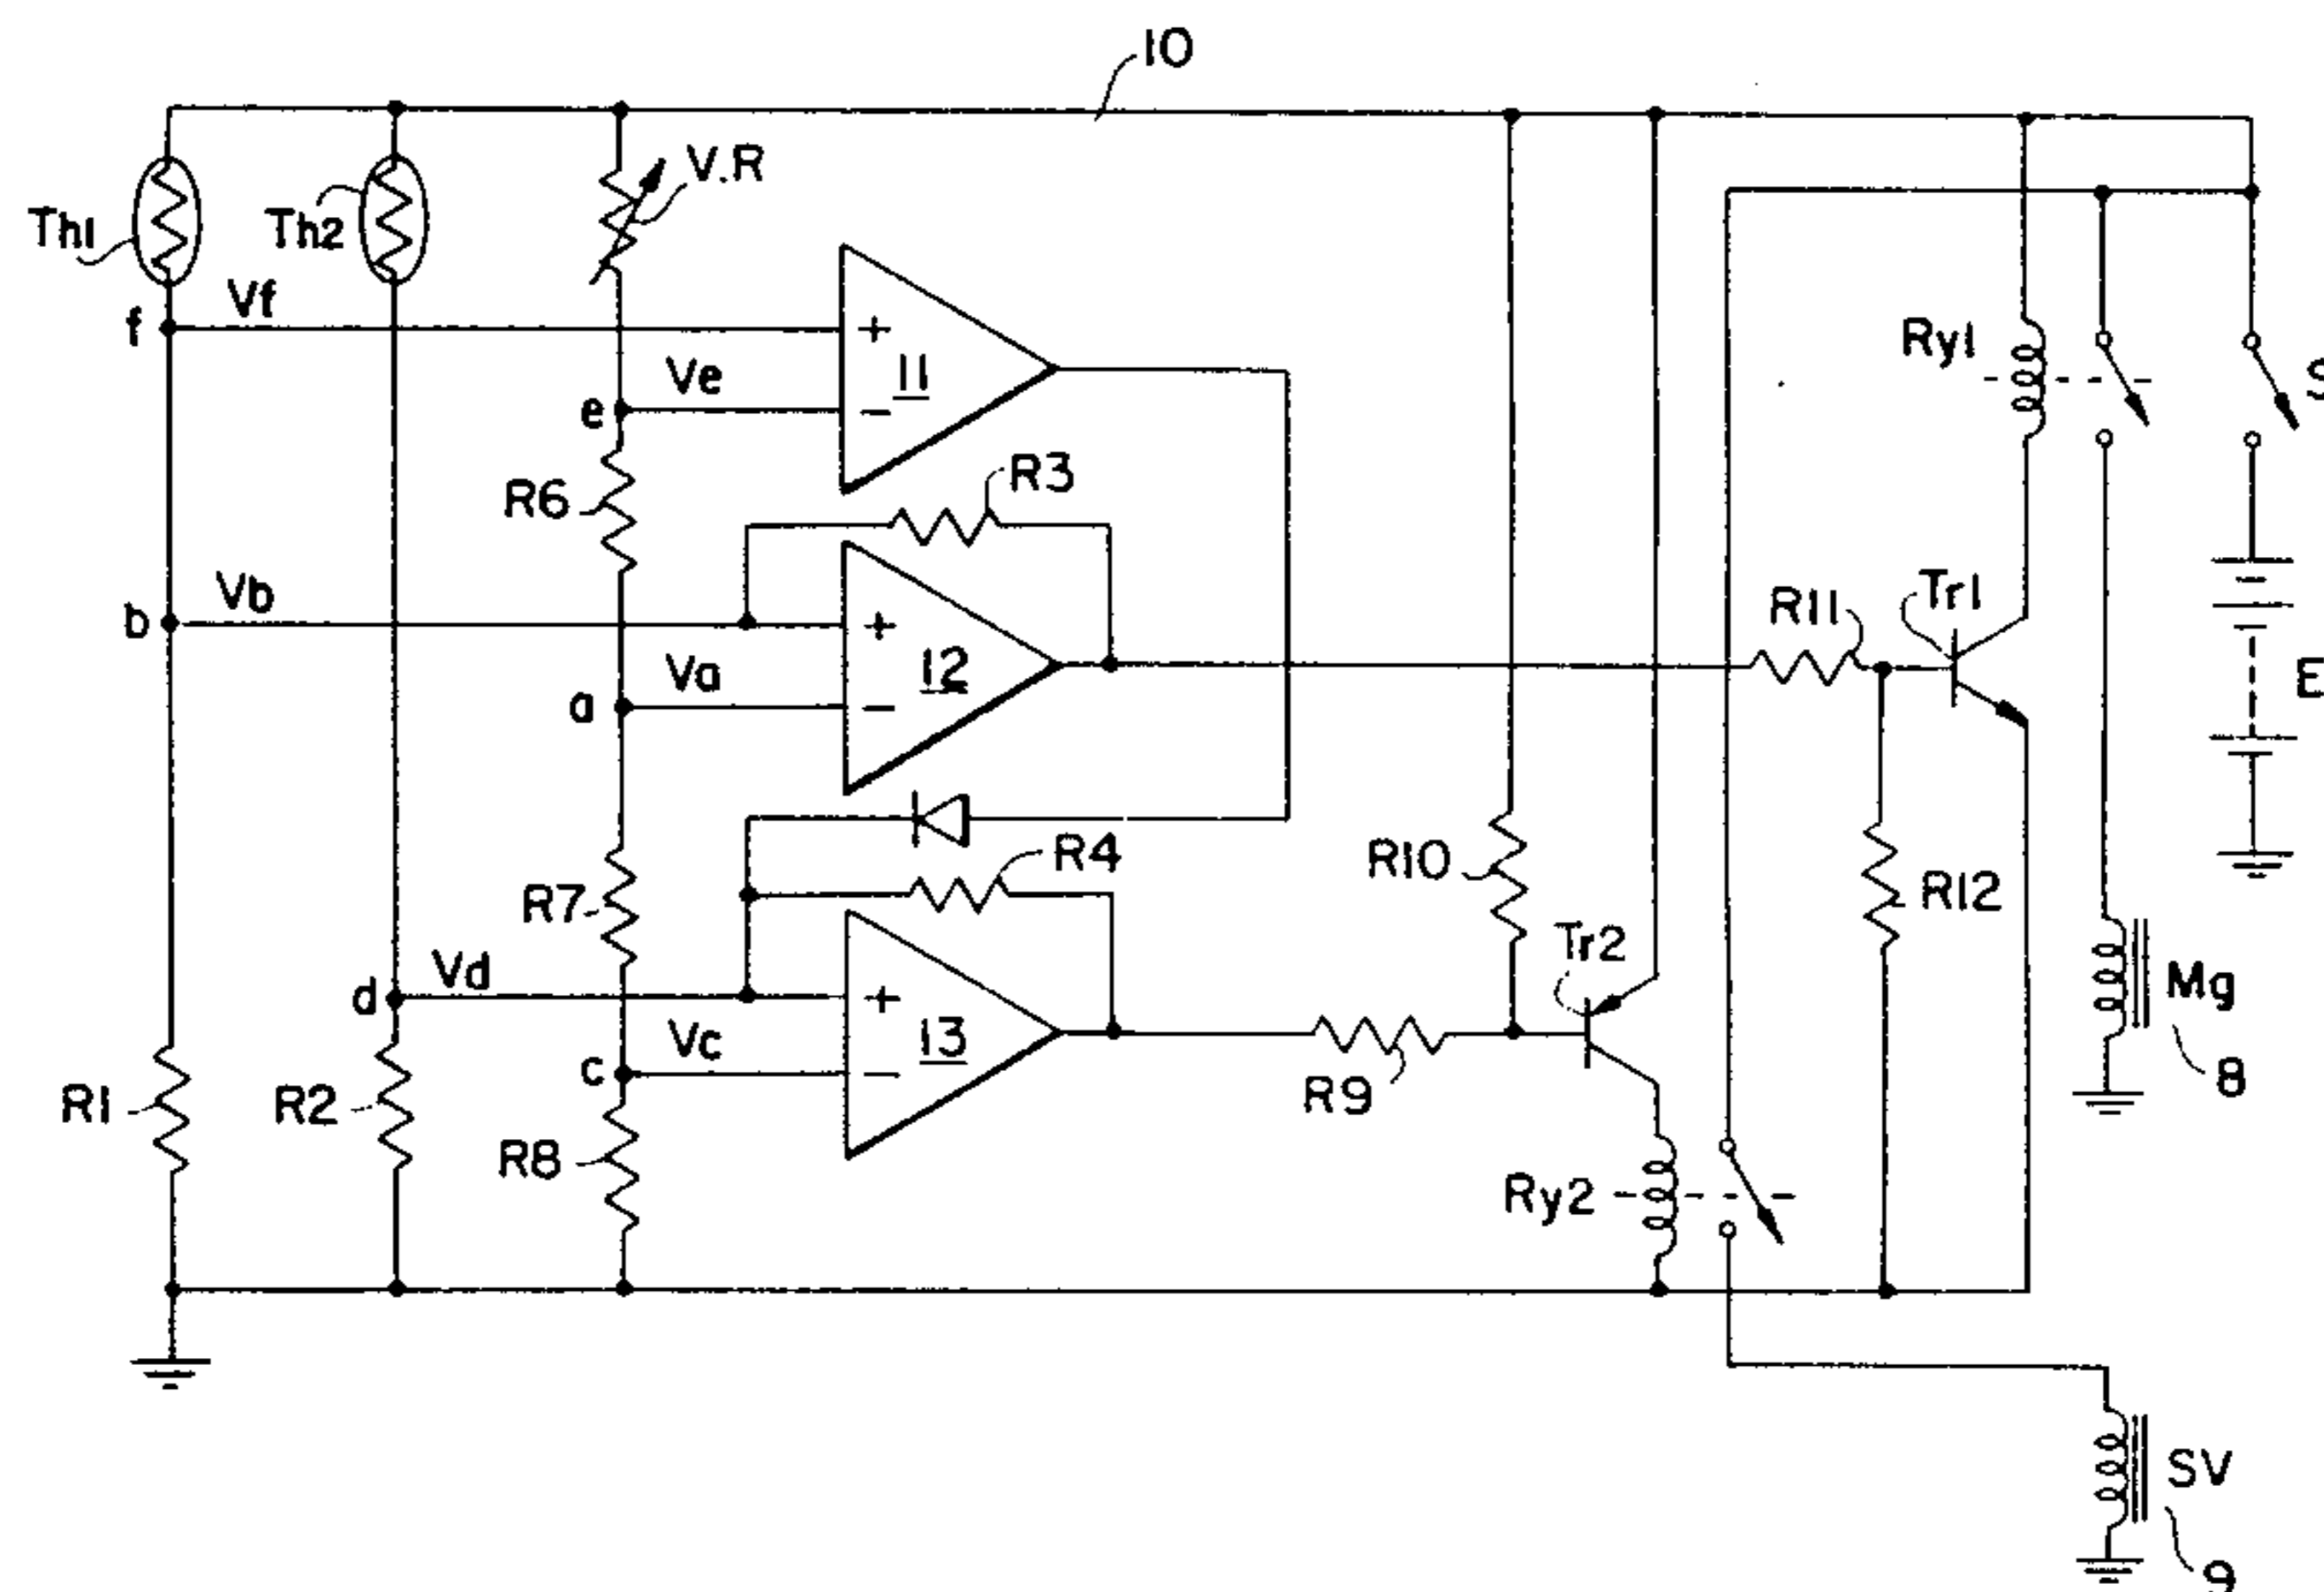 10
V.R
Th1
Th2
Vf
f
+
11
Ve
e
−
Ry1
S
R3
R6
Vb
b
+
12
Va
a
−
R11
Tr1
E
R4
R10
R7
R12
Tr2
Vd
d
+
13
Vc
c
−
Mg
8
R1
R2
R9
R8
Ry2
SV
9